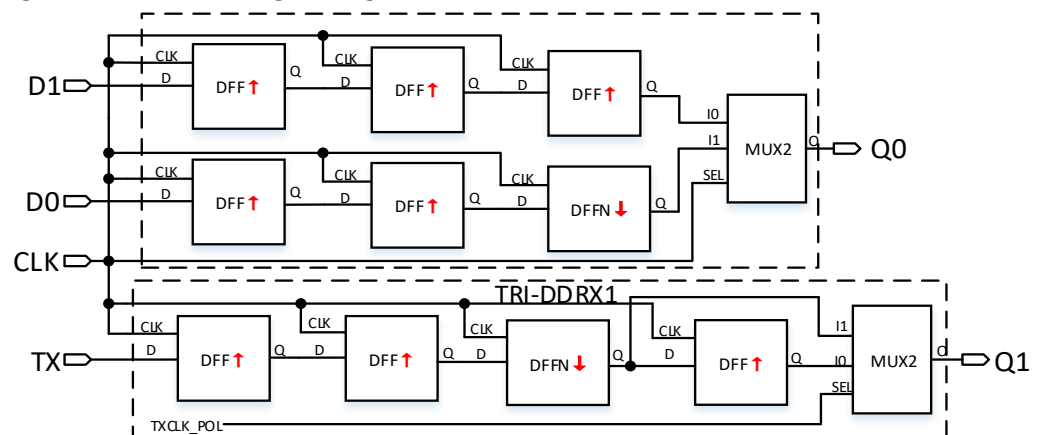 CLK
CLK
CLK
D1
D
DFF↑
Q
D
DFF↑
Q
D
DFF↑
Q
I0
I1
MUX2
O
Q0
SEL
CLK
CLK
CLK
D0
D
DFF↑
Q
D
DFF↑
Q
D
DFFN↓
Q
CLK
TRI-DDRX1
CLK
CLK
CLK
CLK
TX
D
DFF↑
Q
D
DFF↑
Q
D
DFFN↓
Q
D
DFF↑
Q
I1
I0
MUX2
O
Q1
SEL
TXCLK_POL